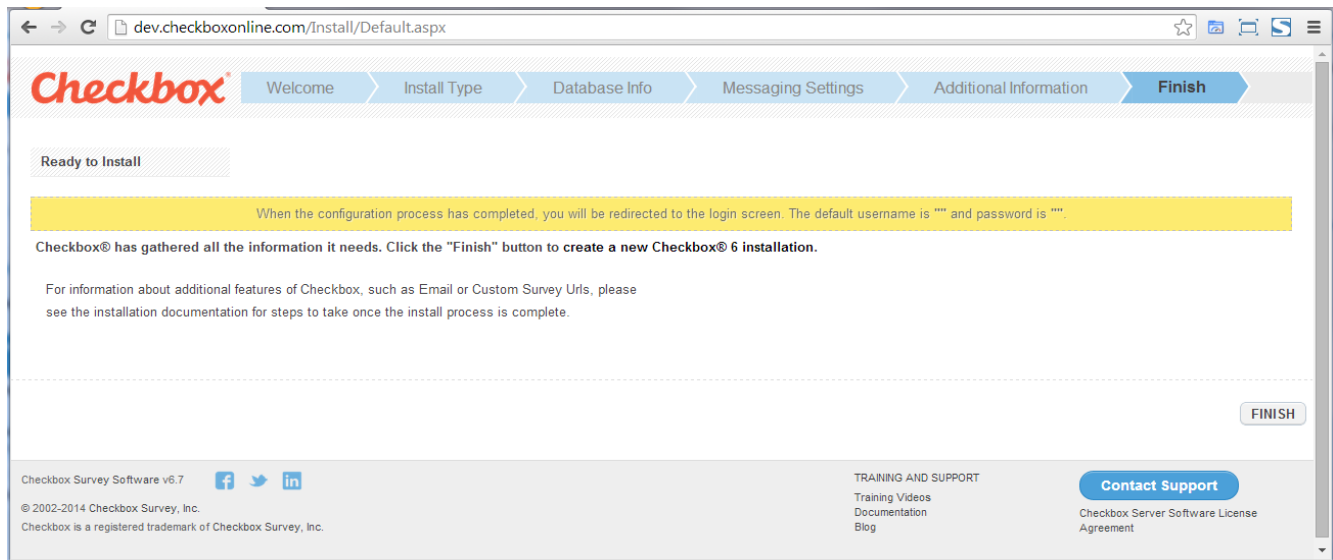 dev.checkboxonline.com/Install/Default.aspx
Checkbox® Welcome Install Type Database Info Messaging Settings Additional Information Finish
Ready to Install
When the configuration process has completed, you will be redirected to the login screen. The default username is """ and password is """.
Checkbox® has gathered all the information it needs. Click the "Finish" button to create a new Checkbox® 6 installation.
For information about additional features of Checkbox, such as Email or Custom Survey Urls, please
see the installation documentation for steps to take once the install process is complete.
FINISH
Checkbox Survey Software v6.7
© 2002-2014 Checkbox Survey, Inc.
Checkbox is a registered trademark of Checkbox Survey, Inc.
TRAINING AND SUPPORT
Training Videos
Documentation
Blog
Contact Support
Checkbox Server Software License
Agreement